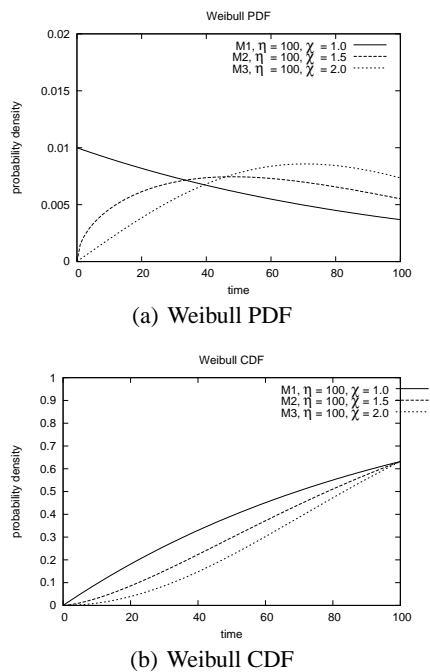 Weibull PDF
0.02
M1, η = 100, χ = 1.0
M2, η = 100, χ = 1.5
M3, η = 100, χ = 2.0
0.015
probability density
0.01
0.005
0
0 20 40 60 80 100
time
(a) Weibull PDF
Weibull CDF
1
M1, η = 100, χ = 1.0
0.9
M2, η = 100, χ = 1.5
M3, η = 100, χ = 2.0
0.8
0.7
0.6
probability density
0.5
0.4
0.3
0.2
0.1
0
0 20 40 60 80 100
time
(b) Weibull CDF